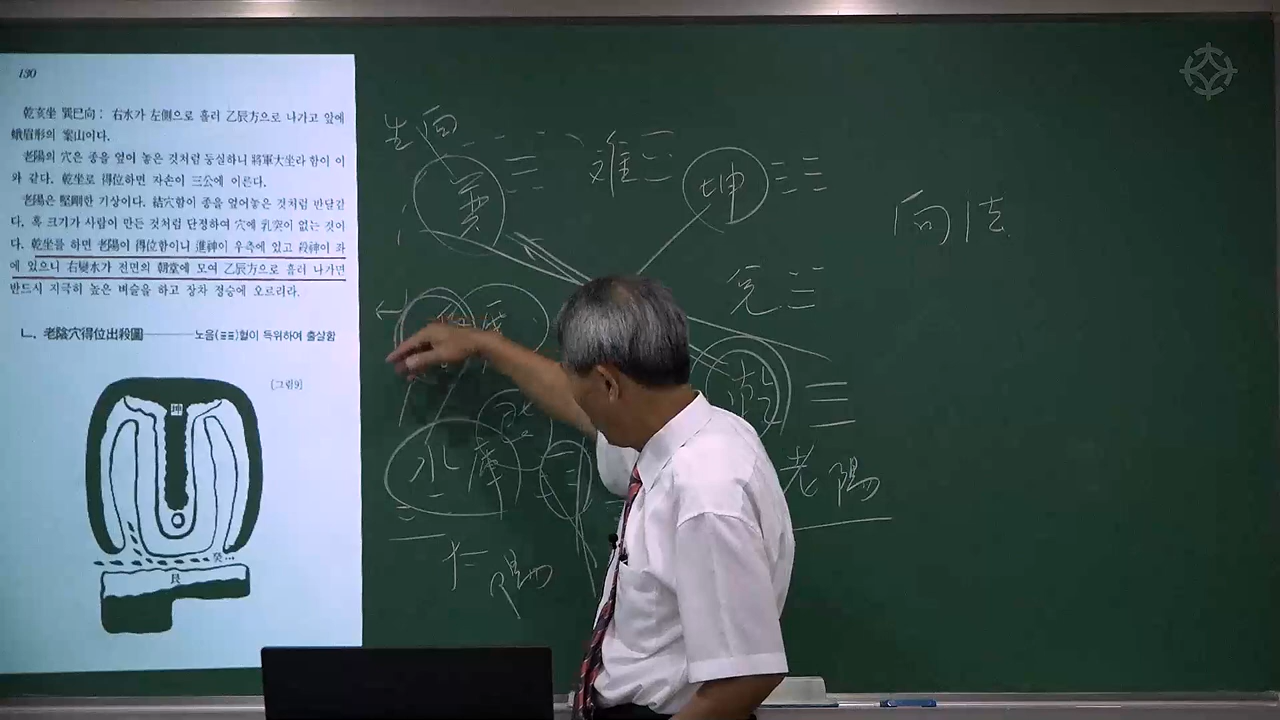 130
乾亥坐 巽巳向 : 右水가 左側으로 흘러 乙辰方으로 나가고 앞에
蛾眉形의 案山이다.
老陽의 穴은 종을 엎어 놓은 것처럼 둥실하니 將軍大坐라 함이 이
와 같다. 乾坐로 得位하면 자손이 三公에 이른다.
老陽은 堅剛한 기상이다. 結穴함이 종을 엎어놓은 것처럼 반달같
다. 혹 크기가 사람이 만든 것처럼 단정하여 穴에 乳突이 없는 것이
다. 乾坐를 하면 老陽이 得位함이니 進神이 우측에 있고 殺神이 좌
에 있으니 右變水가 전면의 朝堂에 모여 乙辰方으로 흘러 나가면
반드시 지극히 높은 벼슬을 하고 장차 정승에 오르리라.
ㄴ. 老陰穴得位出殺圖 ——— 노음(☷)혈이 득위하여 출살함
[그림9]
坤
癸
艮
生向
巽
坤
向法
兌
乾
水庫
老陽
陽